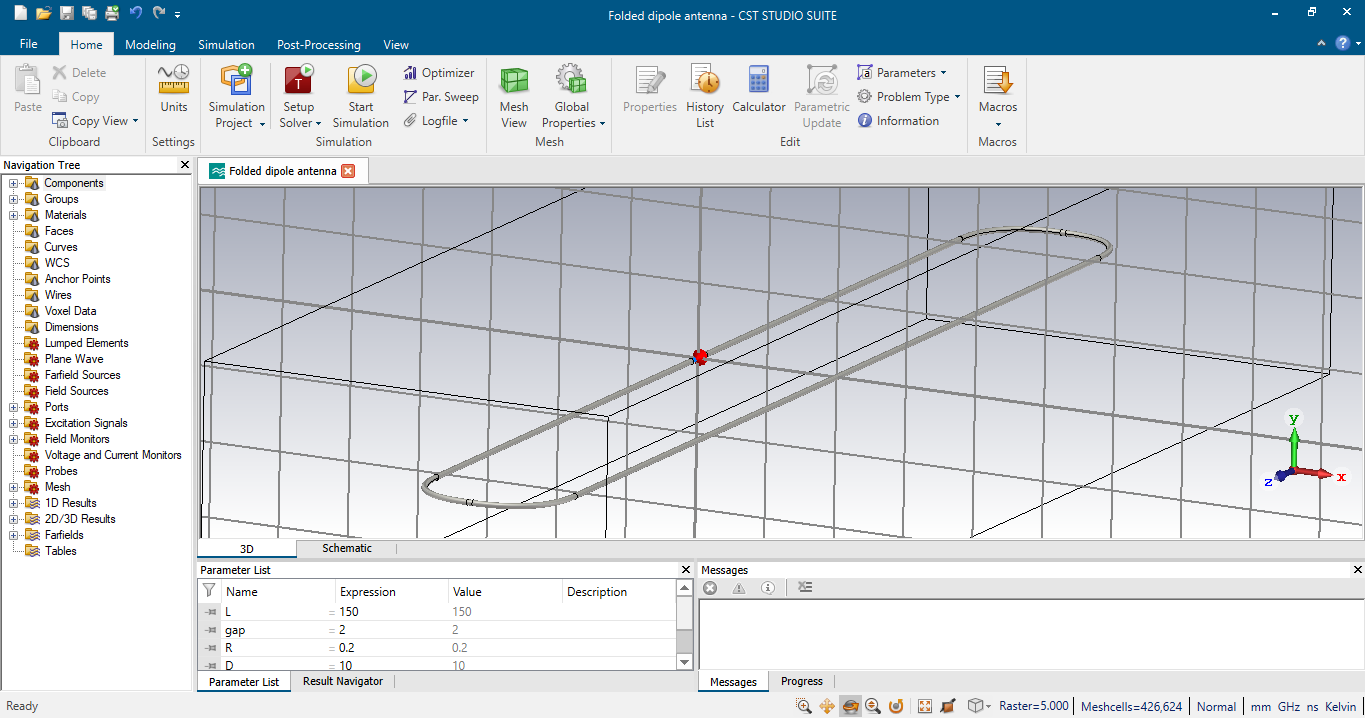 Folded dipole antenna - CST STUDIO SUITE
File Home Modeling Simulation Post-Processing View
Paste
Delete
Copy
Copy View
Clipboard
Units
Settings
Simulation Project
Setup Solver
Start Simulation
Optimizer
Par. Sweep
Logfile
Simulation
Mesh View
Global Properties
Mesh
Properties
History List
Calculator
Parametric Update
Parameters
Problem Type
Information
Edit
Macros
Macros
Navigation Tree
Components
Groups
Materials
Faces
Curves
WCS
Anchor Points
Wires
Voxel Data
Dimensions
Lumped Elements
Plane Wave
Farfield Sources
Field Sources
Ports
Excitation Signals
Field Monitors
Voltage and Current Monitors
Probes
Mesh
1D Results
2D/3D Results
Farfields
Tables
Folded dipole antenna
y
x
z
3D Schematic
Parameter List
Name Expression Value Description
L = 150 150
gap = 2 2
R = 0.2 0.2
D = 10 10
Parameter List Result Navigator
Messages
Messages Progress
Ready
Raster=5.000 Meshcells=426,624 Normal mm GHz ns Kelvin